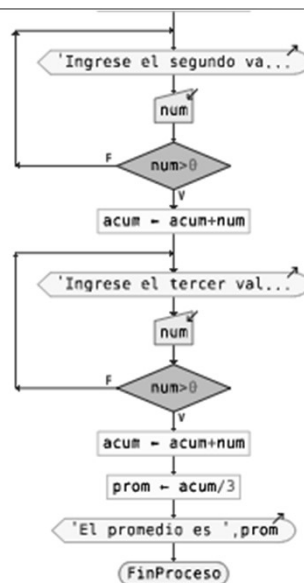 'Ingrese el segundo va...
num
F
num>0
V
acum ← acum+num
'Ingrese el tercer val...
num
F
num>0
V
acum ← acum+num
prom ← acum/3
'El promedio es ',prom
FinProceso